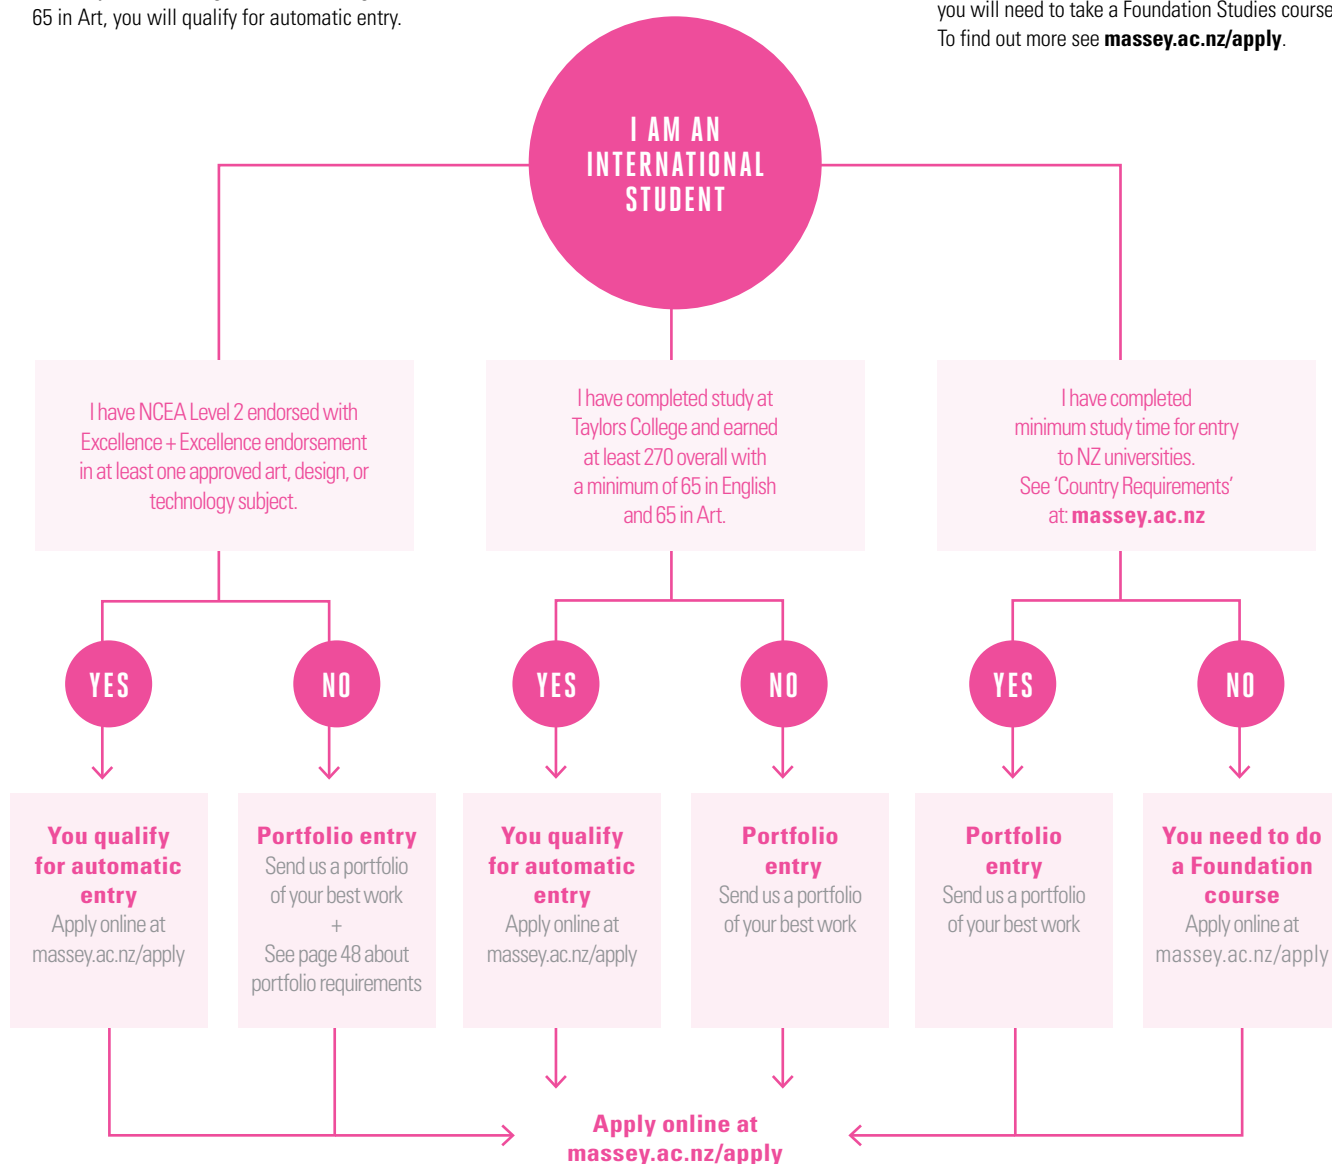 65 in Art, you will qualify for automatic entry.
you will need to take a Foundation Studies course
To find out more see massey.ac.nz/apply.
I AM AN
INTERNATIONAL
STUDENT
I have NCEA Level 2 endorsed with
Excellence + Excellence endorsement
in at least one approved art, design, or
technology subject.
I have completed study at
Taylors College and earned
at least 270 overall with
a minimum of 65 in English
and 65 in Art.
I have completed
minimum study time for entry
to NZ universities.
See ‘Country Requirements’
at: massey.ac.nz
YES
NO
YES
NO
YES
NO
You qualify
for automatic
entry
Apply online at
massey.ac.nz/apply
Portfolio entry
Send us a portfolio
of your best work
+
See page 48 about
portfolio requirements
You qualify
for automatic
entry
Apply online at
massey.ac.nz/apply
Portfolio
entry
Send us a portfolio
of your best work
Portfolio
entry
Send us a portfolio
of your best work
You need to do
a Foundation
course
Apply online at
massey.ac.nz/apply
Apply online at
massey.ac.nz/apply